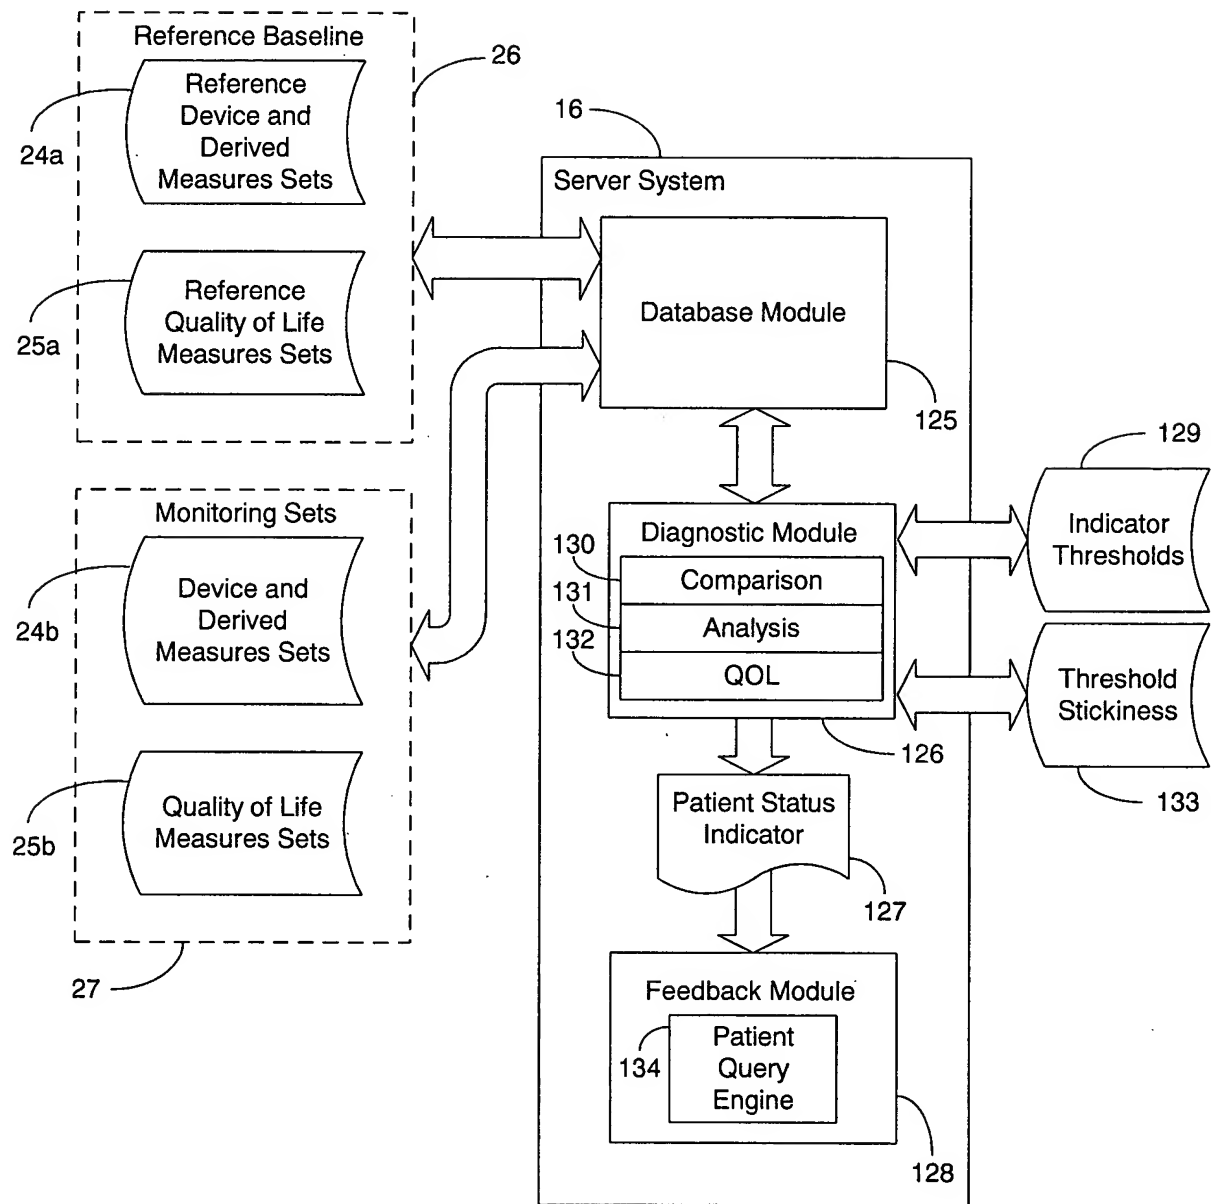 Reference Baseline
Reference
Device and
Derived
Measures Sets
24a
26
Reference
Quality of Life
Measures Sets
25a
Monitoring Sets
Device and
Derived
Measures Sets
24b
Quality of Life
Measures Sets
25b
27
16
Server System
Database Module
125
Diagnostic Module
130
Comparison
131
Analysis
132
QOL
126
129
Indicator
Thresholds
Threshold
Stickiness
133
Patient Status
Indicator
127
Feedback Module
134
Patient
Query
Engine
128